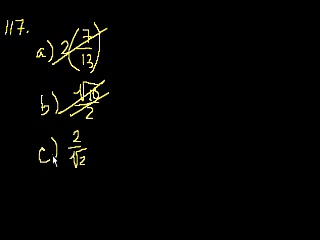 117.
a) 2(7/13)
b) √10/2
c) 2/√2